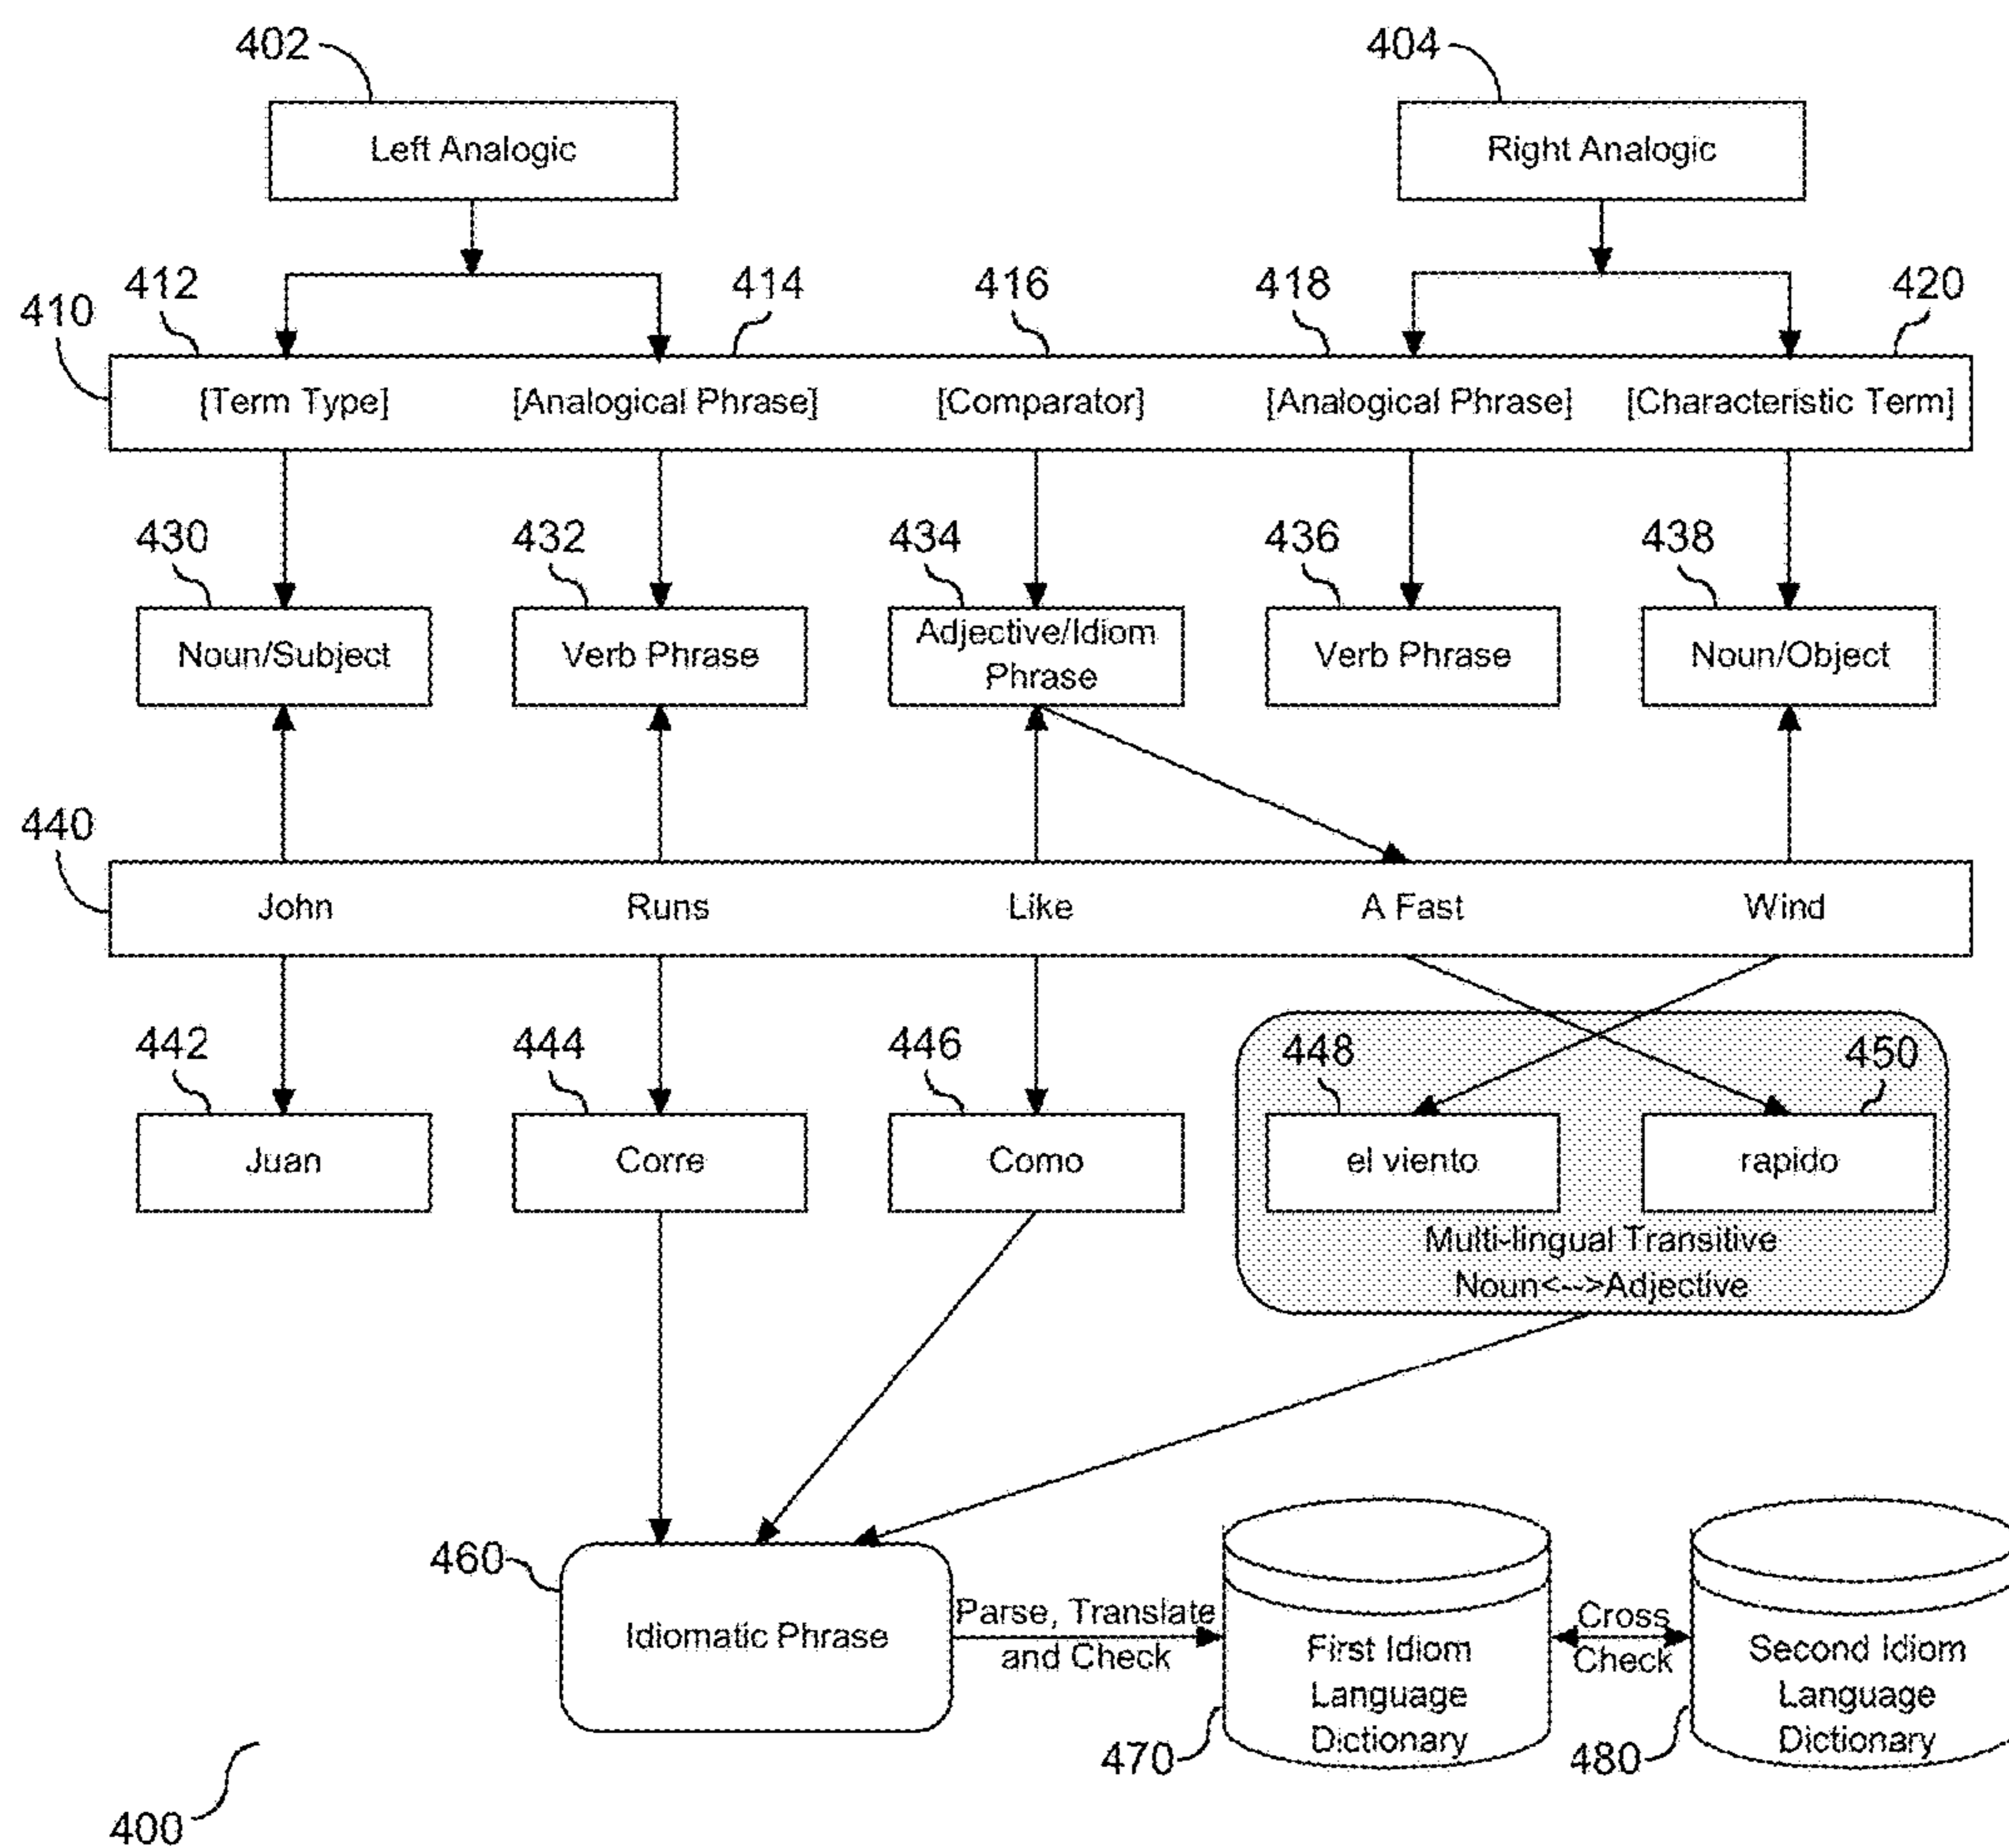 402
404
Left Analogic
Right Analogic
410
412
414
416
418
420
[Term Type] [Analogical Phrase] [Comparator] [Analogical Phrase] [Characteristic Term]
430
432
434
436
438
Noun/Subject
Verb Phrase
Adjective/Idiom
Phrase
Verb Phrase
Noun/Object
440
John Runs Like A Fast Wind
442
444
446
448
450
Juan
Corre
Como
el viento
rapido
Multi-lingual Transitive
Noun<-->Adjective
460
Idiomatic Phrase
Parse, Translate
and Check
First Idiom
Language
Dictionary
Cross
Check
Second Idiom
Language
Dictionary
470
480
400